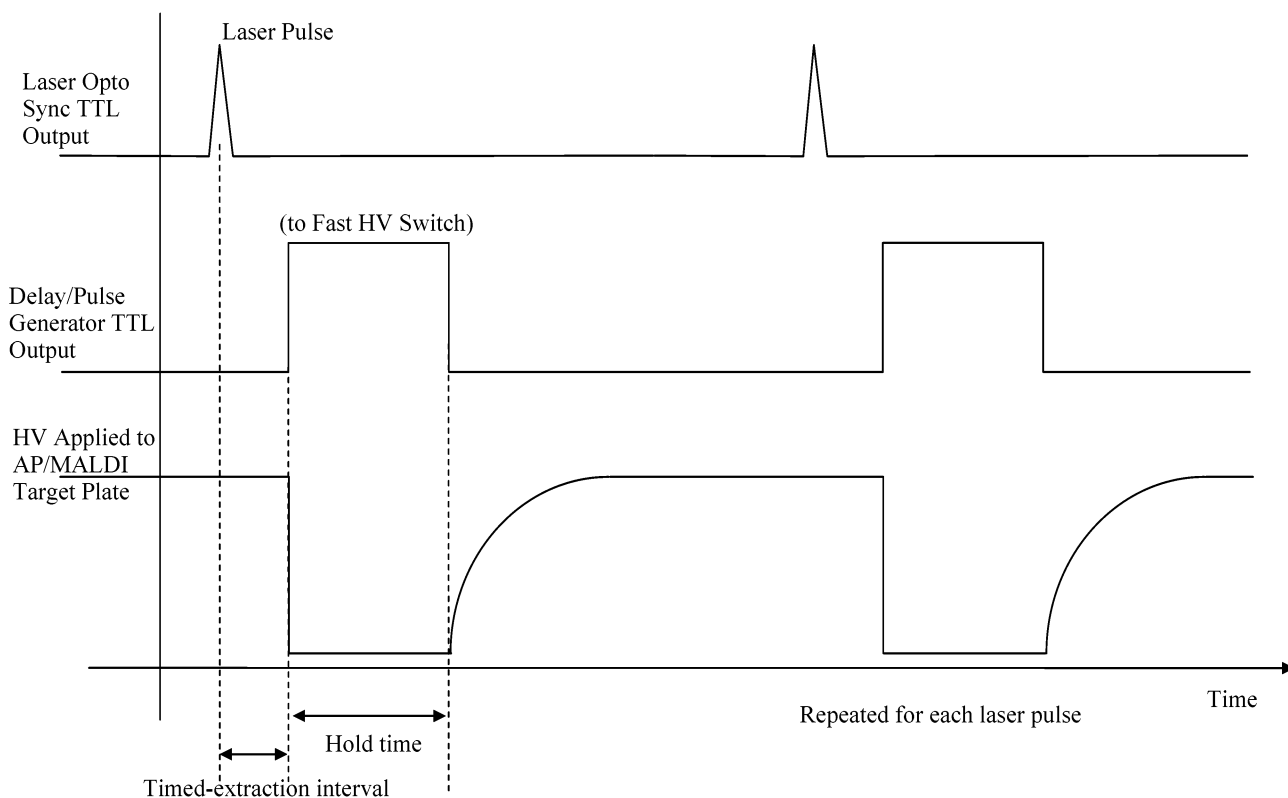 Laser Pulse
Laser Opto
Sync TTL
Output
(to Fast HV Switch)
Delay/Pulse
Generator TTL
Output
HV Applied to
AP/MALDI
Target Plate
Time
Repeated for each laser pulse
Hold time
Timed-extraction interval